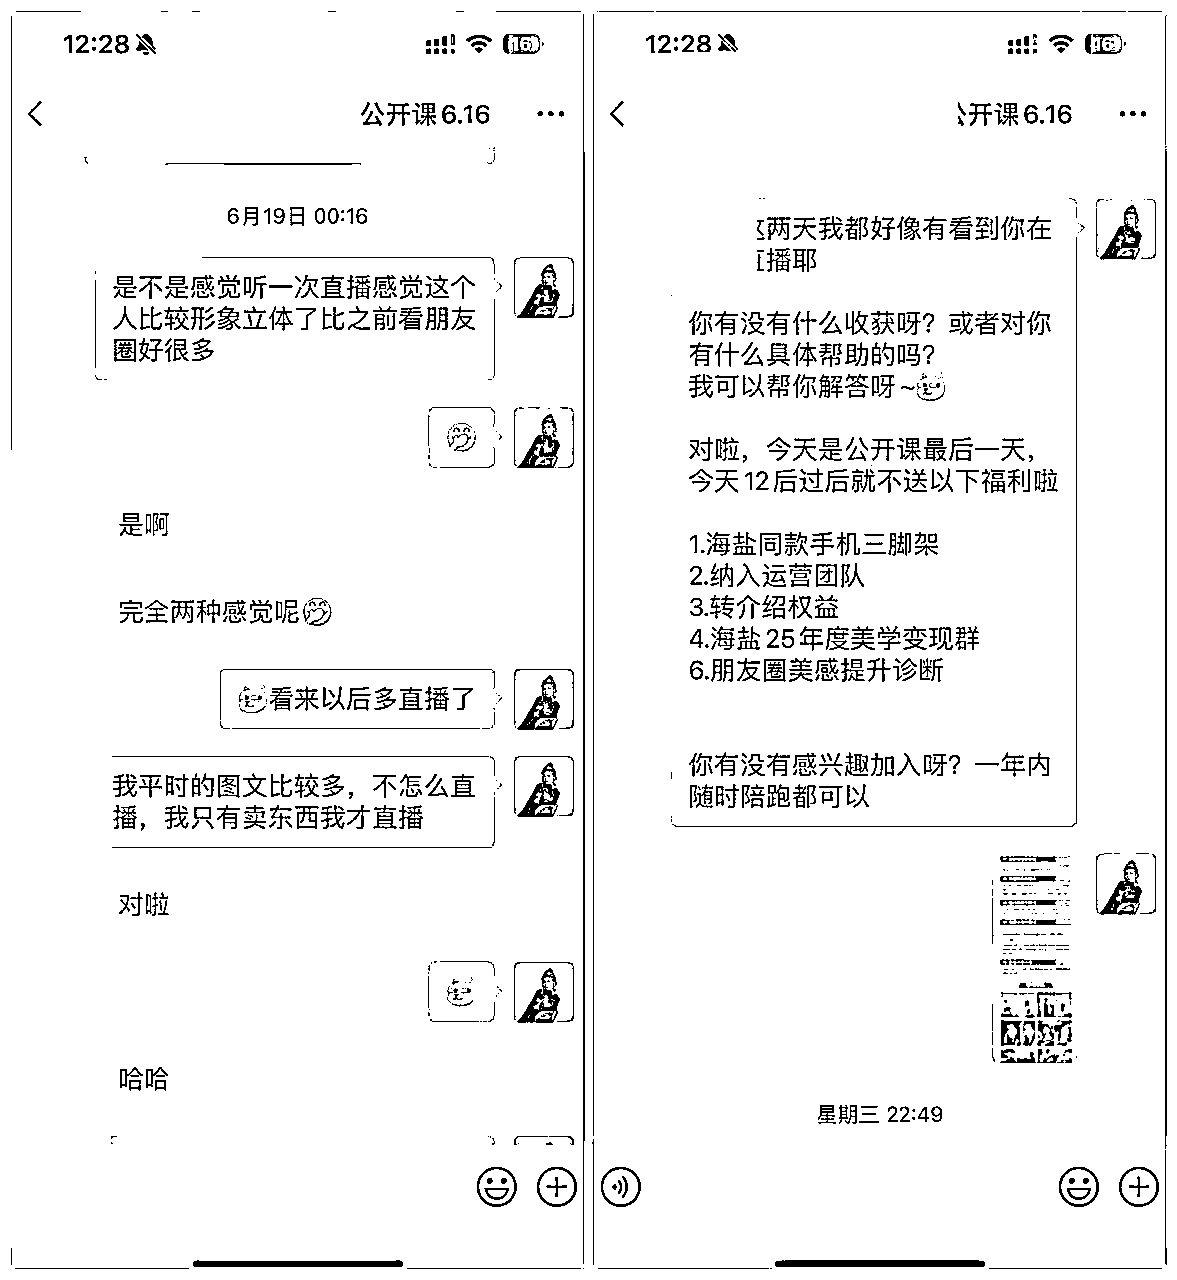 12:28
16
公开课6.16
6月19日 00:16
是不是感觉听一次直播感觉这个
人比较形象立体了比之前看朋友
圈好很多
是啊
完全两种感觉呢
看来以后多直播了
我平时的图文比较多，不怎么直
播，我只有卖东西我才直播
对啦
哈哈
12:28
16
开课6.16
两天我都好像有看到你在
播耶
你有没有什么收获呀？或者对你
有什么具体帮助的吗？
我可以帮你解答呀~
对啦，今天是公开课最后一天，
今天12后过后就不送以下福利啦
1.海盐同款手机三脚架
2.纳入运营团队
3.转介绍权益
4.海盐25年度美学变现群
6.朋友圈美感提升诊断
你有没有感兴趣加入呀？一年内
随时陪跑都可以
星期三 22:49